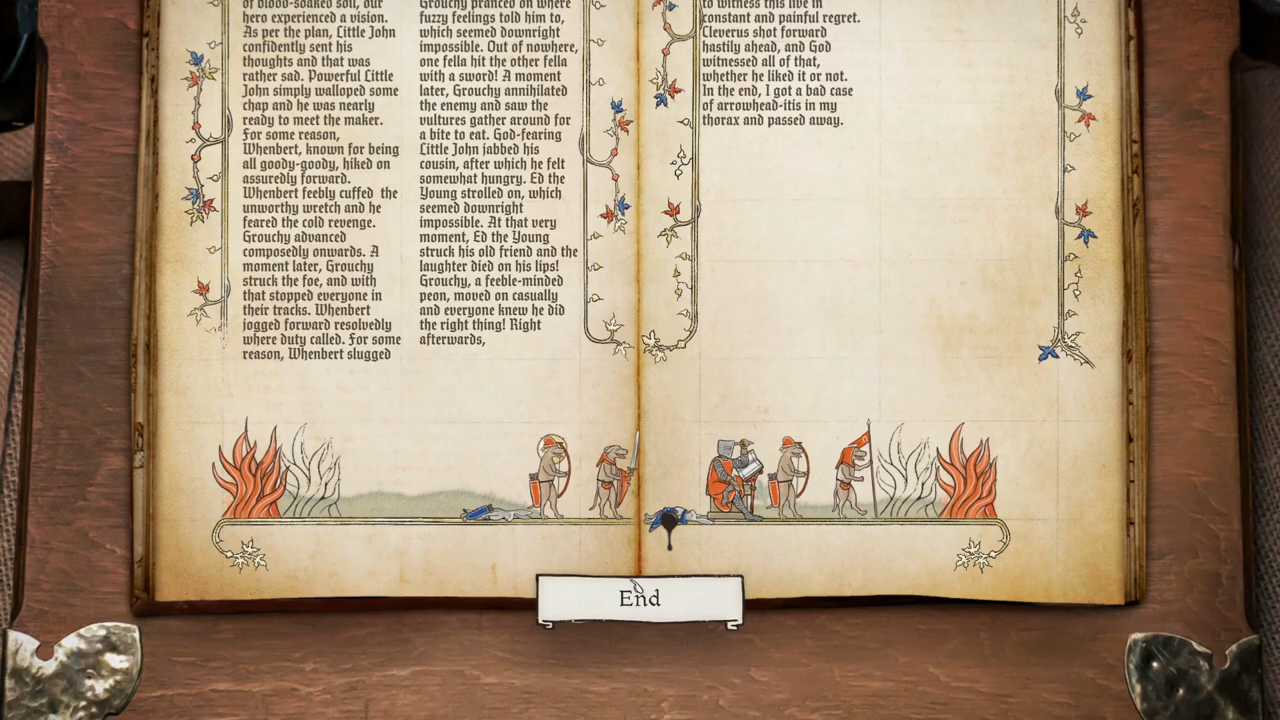 of blood-soaked soil, our
hero experienced a vision.
As per the plan, Little John
confidently sent his
thoughts and that was
rather sad. Powerful Little
John simply walloped some
chap and he was nearly
ready to meet the maker.
For some reason,
Whenbert, known for being
all goody-goody, hiked on
assuredly forward.
Whenbert feebly cuffed the
unworthy wretch and he
feared the cold revenge.
Grouchy advanced
composedly onwards. A
moment later, Grouchy
struck the foe, and with
that stopped everyone in
their tracks. Whenbert
jogged forward resolvedly
where duty called. For some
reason, Whenbert slugged
Grouchy pranced on where
fuzzy feelings told him to,
which seemed downright
impossible. Out of nowhere,
one fella hit the other fella
with a sword! A moment
later, Grouchy annihilated
the enemy and saw the
vultures gather around for
a bite to eat. God-fearing
Little John jabbed his
cousin, after which he felt
somewhat hungry. Ed the
Young strolled on, which
seemed downright
impossible. At that very
moment, Ed the Young
struck his old friend and the
laughter died on his lips!
Grouchy, a feeble-minded
peon, moved on casually
and everyone knew he did
the right thing! Right
afterwards,
to witness this live in
constant and painful regret.
Cleverus shot forward
hastily ahead, and God
witnessed all of that,
whether he liked it or not.
In the end, I got a bad case
of arrowhead-itis in my
thorax and passed away.
End